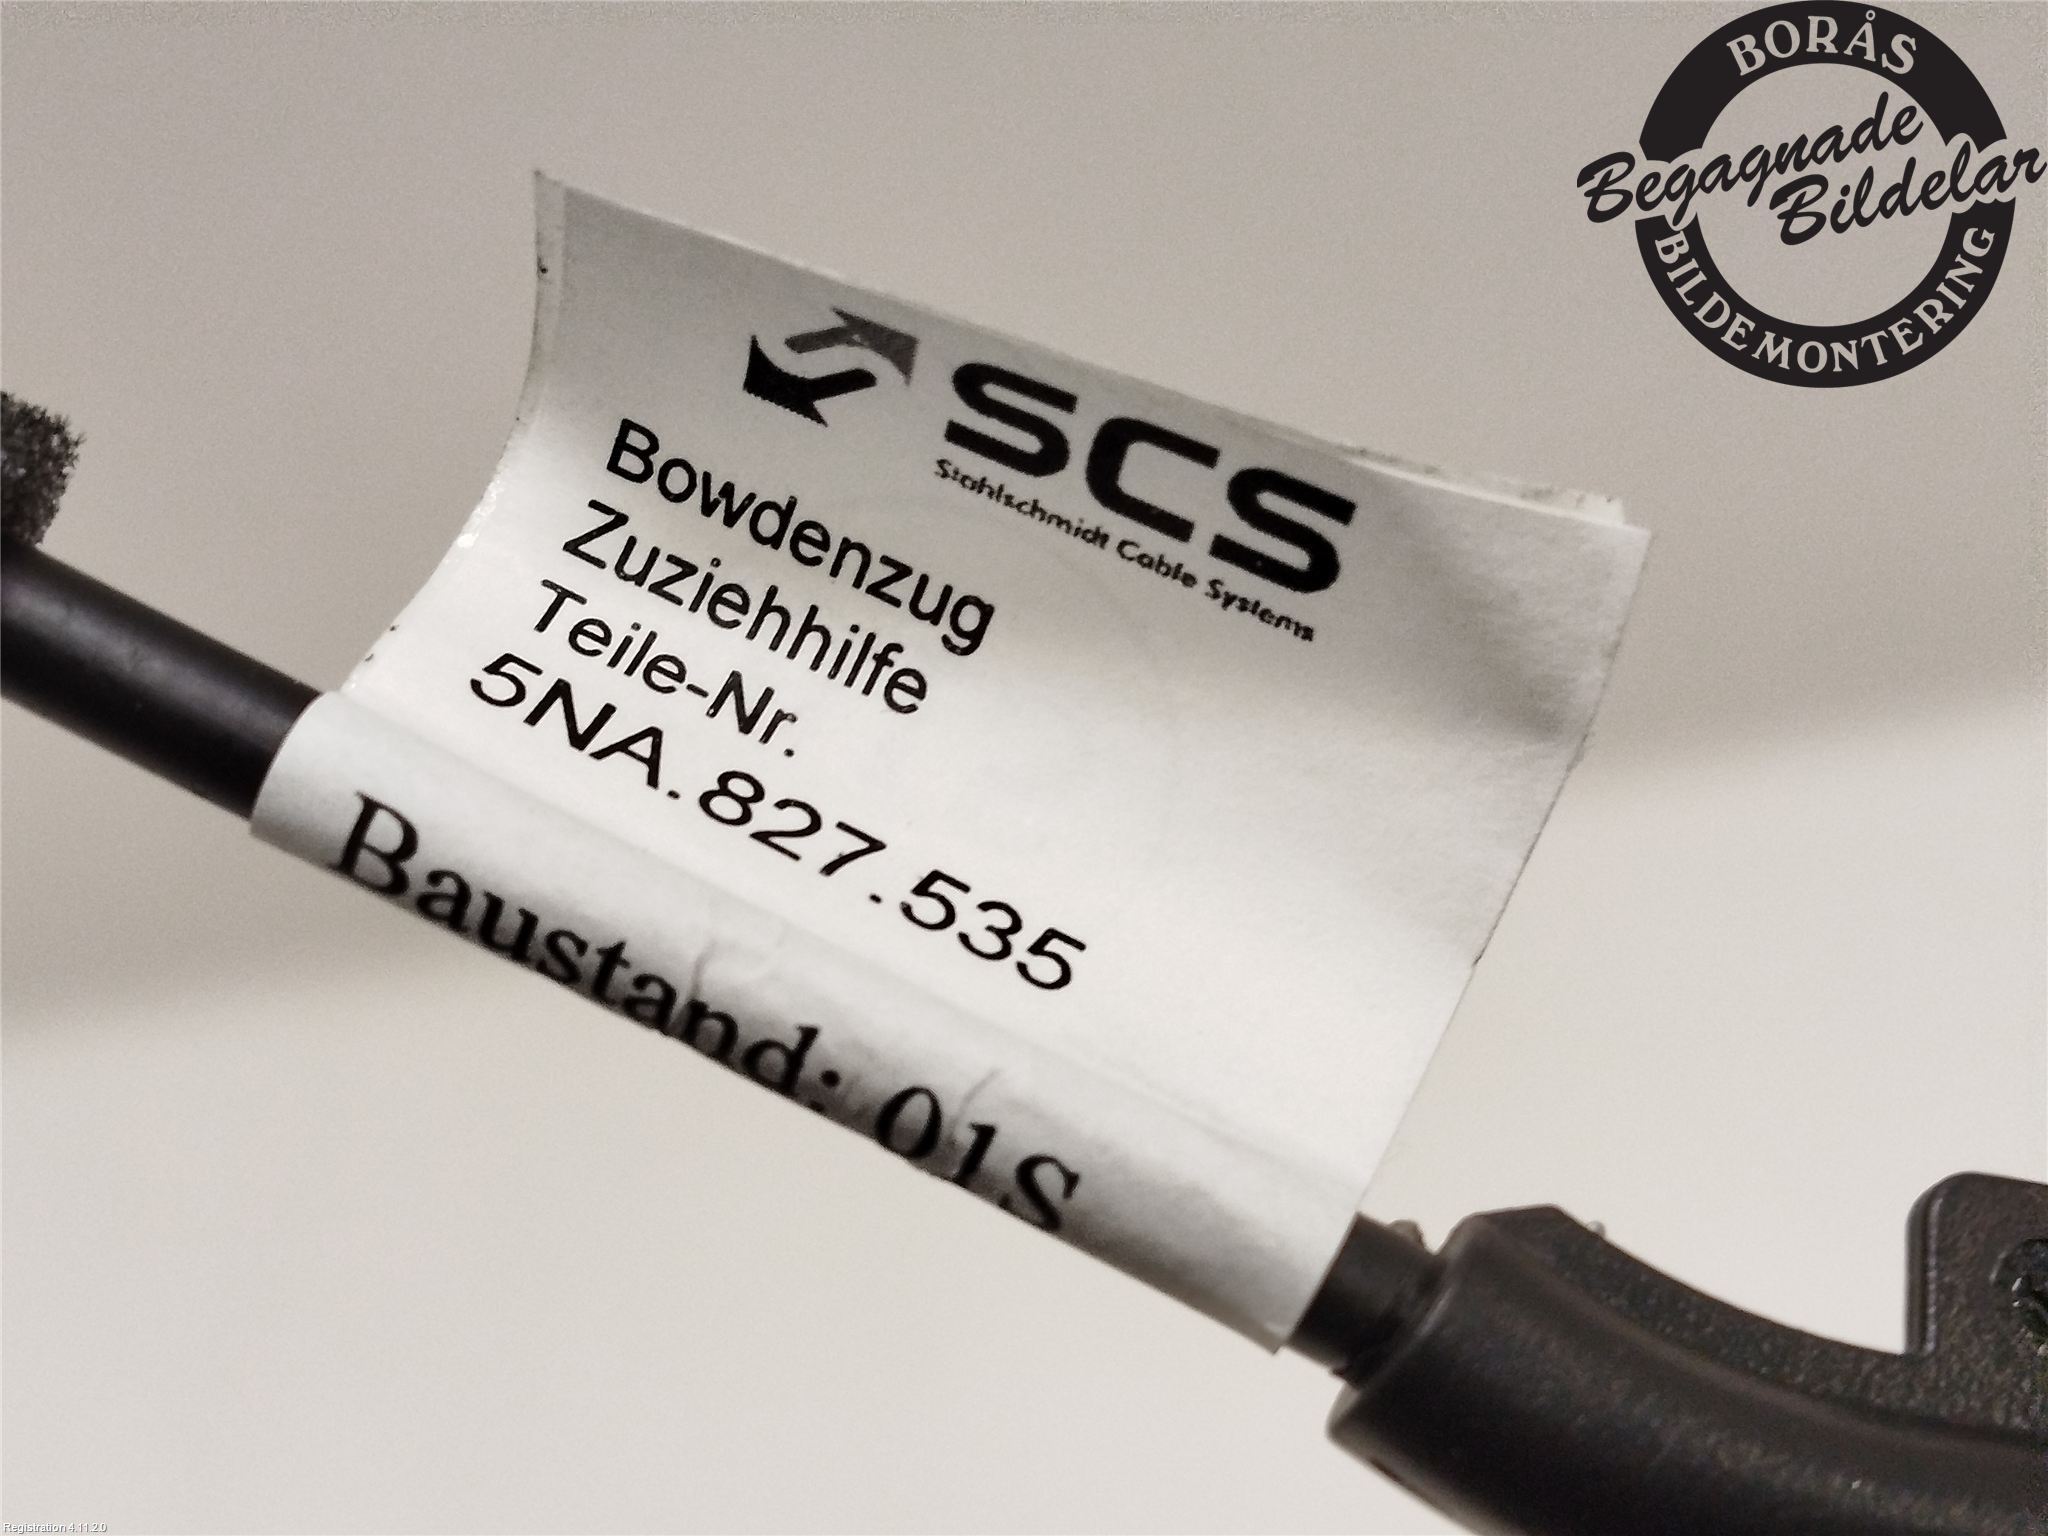 BORÅS
Begagnade
Bildelar
BILDEMONTERING
SCS
Stahlschmidt Cable Systems
Bowdenzug
Zuziehhilfe
Teile-Nr.
5NA.827.535
Baustand: 01S
Registration 4.11.2.0